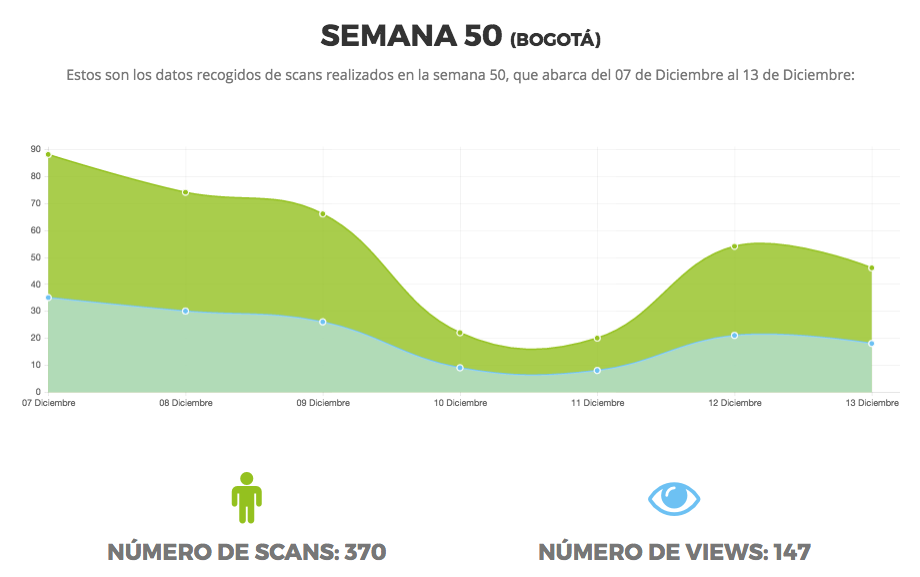 SEMANA 50 (BOGOTÁ)
Estos son los datos recogidos de scans realizados en la semana 50, que abarca del 07 de Diciembre al 13 de Diciembre:
90
80
70
60
50
40
30
20
10
0
07 Diciembre 08 Diciembre 09 Diciembre 10 Diciembre 11 Diciembre 12 Diciembre 13 Diciembre
NÚMERO DE SCANS: 370 NÚMERO DE VIEWS: 147